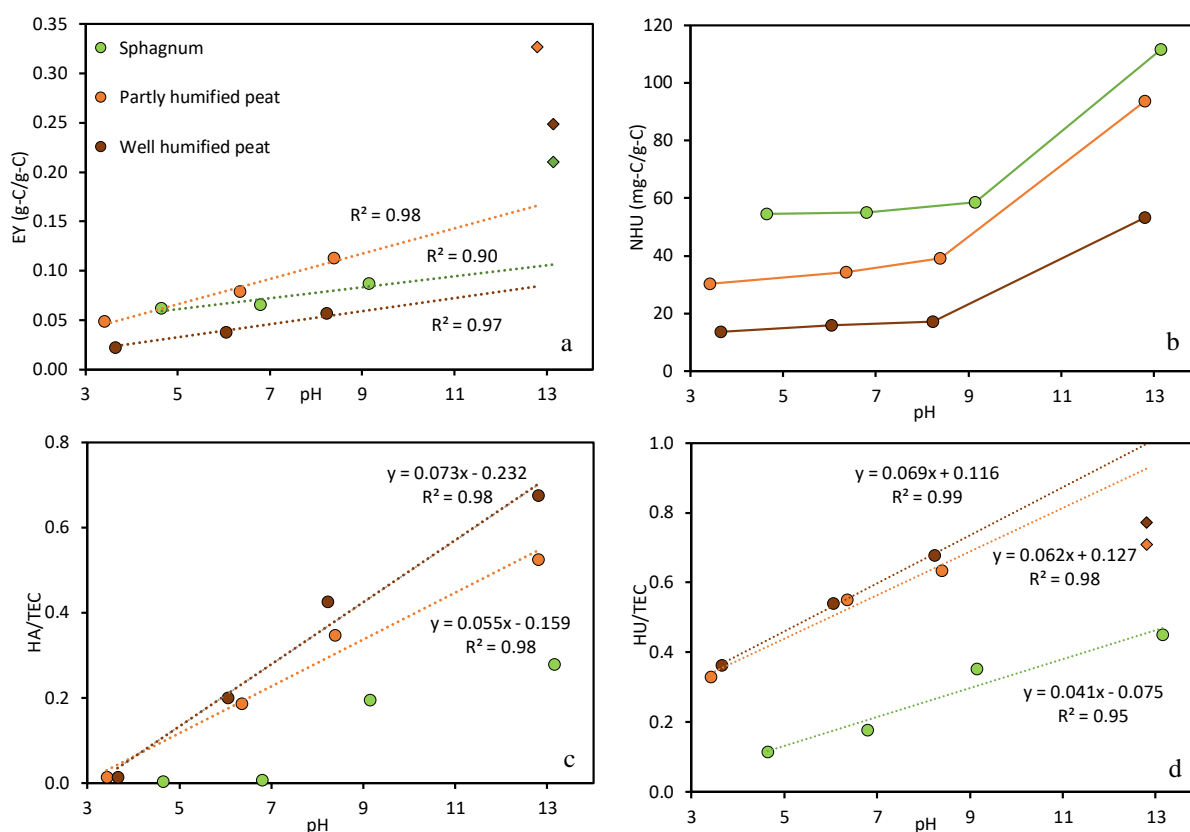 EY (g-C/g-C)
0.35
0.30
0.25
0.20
0.15
0.10
0.05
0.00
Sphagnum
Partly humified peat
Well humified peat
R² = 0.98
R² = 0.90
R² = 0.97
a
3 5 7 9 11 13
pH
NHU (mg-C/g-C)
120
100
80
60
40
20
0
b
3 5 7 9 11 13
pH
HA/TEC
0.8
0.6
0.4
0.2
0.0
y = 0.073x - 0.232
R² = 0.98
y = 0.055x - 0.159
R² = 0.98
c
3 5 7 9 11 13
pH
HU/TEC
1.0
0.8
0.6
0.4
0.2
0.0
y = 0.069x + 0.116
R² = 0.99
y = 0.062x + 0.127
R² = 0.98
y = 0.041x - 0.075
R² = 0.95
d
3 5 7 9 11 13
pH